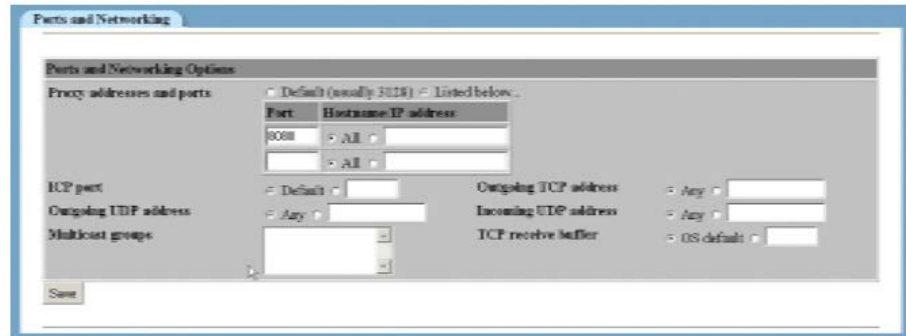 Ports and Networking
Ports and Networking Options
Proxy addresses and ports Default (usually 3128) Listed below..
Port Hostname/IP address
8080 All
All
ICP port Default Outgoing TCP address Any
Outgoing UDP address Any Incoming UDP address Any
Multicast groups TCP receive buffer OS default
Save